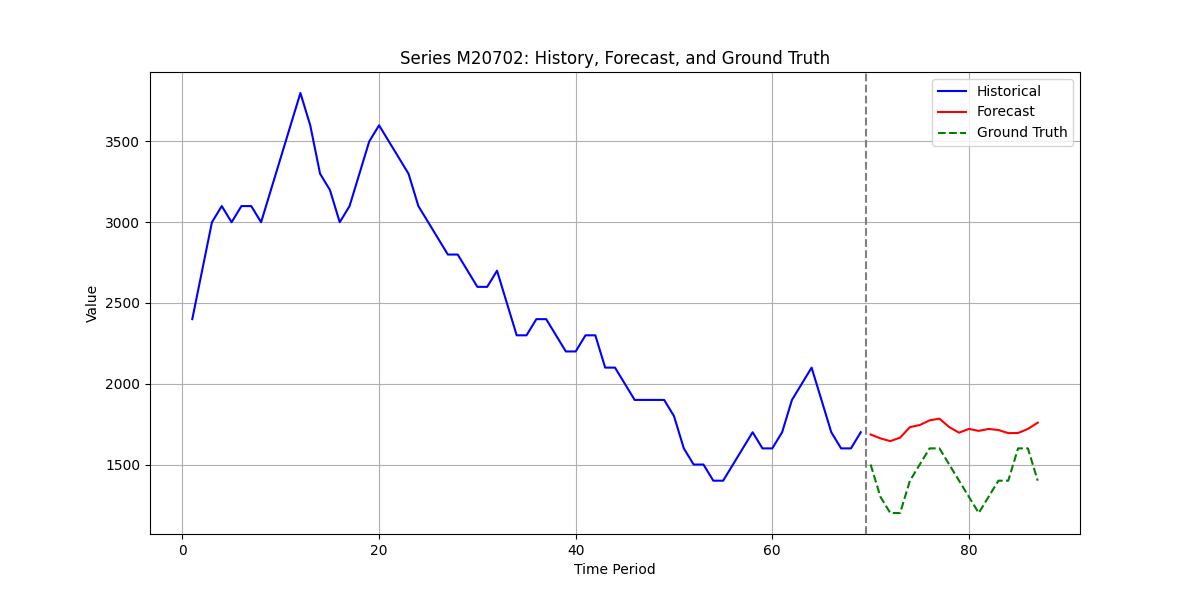 Series M20702: History, Forecast, and Ground Truth
Historical
Forecast
Ground Truth
Value
3500
3000
2500
2000
1500
0
20
40
60
80
Time Period